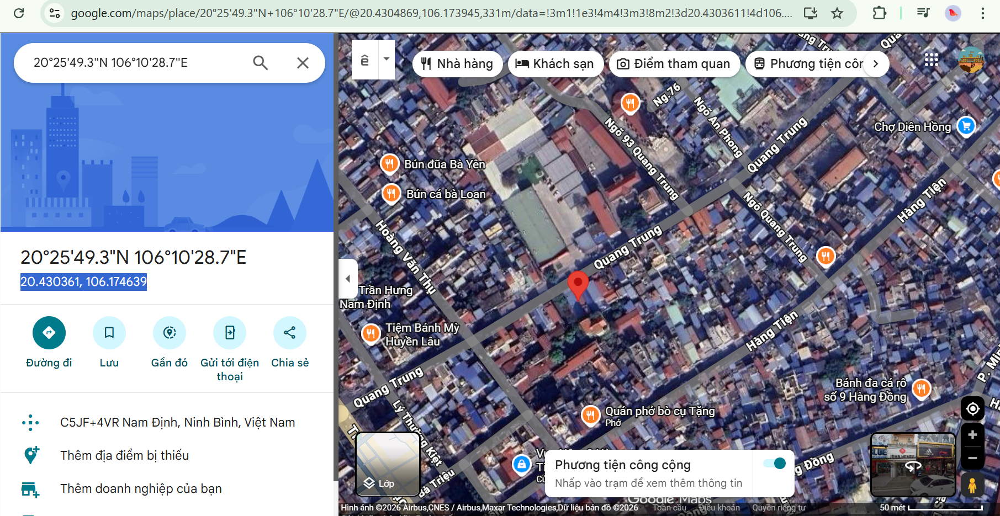 google.com/maps/place/20°25'49.3"N+106°10'28.7"E/@20.4304869,106.173945,331m/data=!3m1!1e3!4m4!3m3!8m2!3d20.4303611!4d106....
20°25'49.3"N 106°10'28.7"E
ê
Nhà hàng
Khách sạn
Điểm tham quan
Phương tiện côn
20°25'49.3"N 106°10'28.7"E
20.430361, 106.174639
Đường đi
Lưu
Gần đó
Gửi tới điện
thoại
Chia sẻ
C5JF+4VR Nam Định, Ninh Bình, Việt Nam
Thêm địa điểm bị thiếu
Thêm doanh nghiệp của bạn
Ng.76
Ngõ An Phong
Ngõ 93 Quang Trung
Quang Trung
Chợ Diên Hồng
Bún đũa Bà Yên
Bún cá bà Loan
Hàng Tiện
Ngõ Quang Trung
Hoàng Văn Thụ
Quang Trung
Trần Hưng
Nam Định
Tiệm Bánh Mỳ
Huyền Lâu
Hàng Tiện
Quang Trung
Lý Thường Kiệt
Bánh đa cá rô
số 9 Hàng Đồng
Quán phở bò cụ Tặng
Phở
Bà Triệu
g Đồng
Lớp
Phương tiện công cộng
Nhấp vào trạm để xem thêm thông tin
JOHN HENRY
Google Maps
Hình ảnh ©2026 Airbus,CNES / Airbus,Maxar Technologies,Dữ liệu bản đồ ©2026
Toàn cầu
Điều khoản
Quyền riêng tư
50 mét